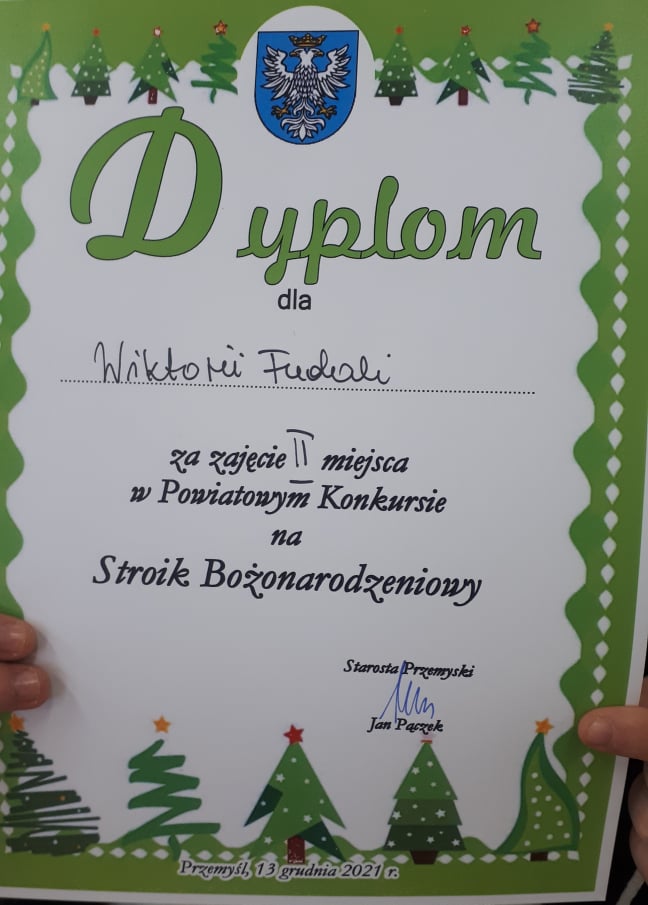 Dyplom
dla
Wiktorii Fudali
za zajęcie II miejsca
w Powiatowym Konkursie
na
Stroik Bożonarodzeniowy
Starosta Przemyski
Jan Pączek
Przemyśl, 13 grudnia 2021 r.